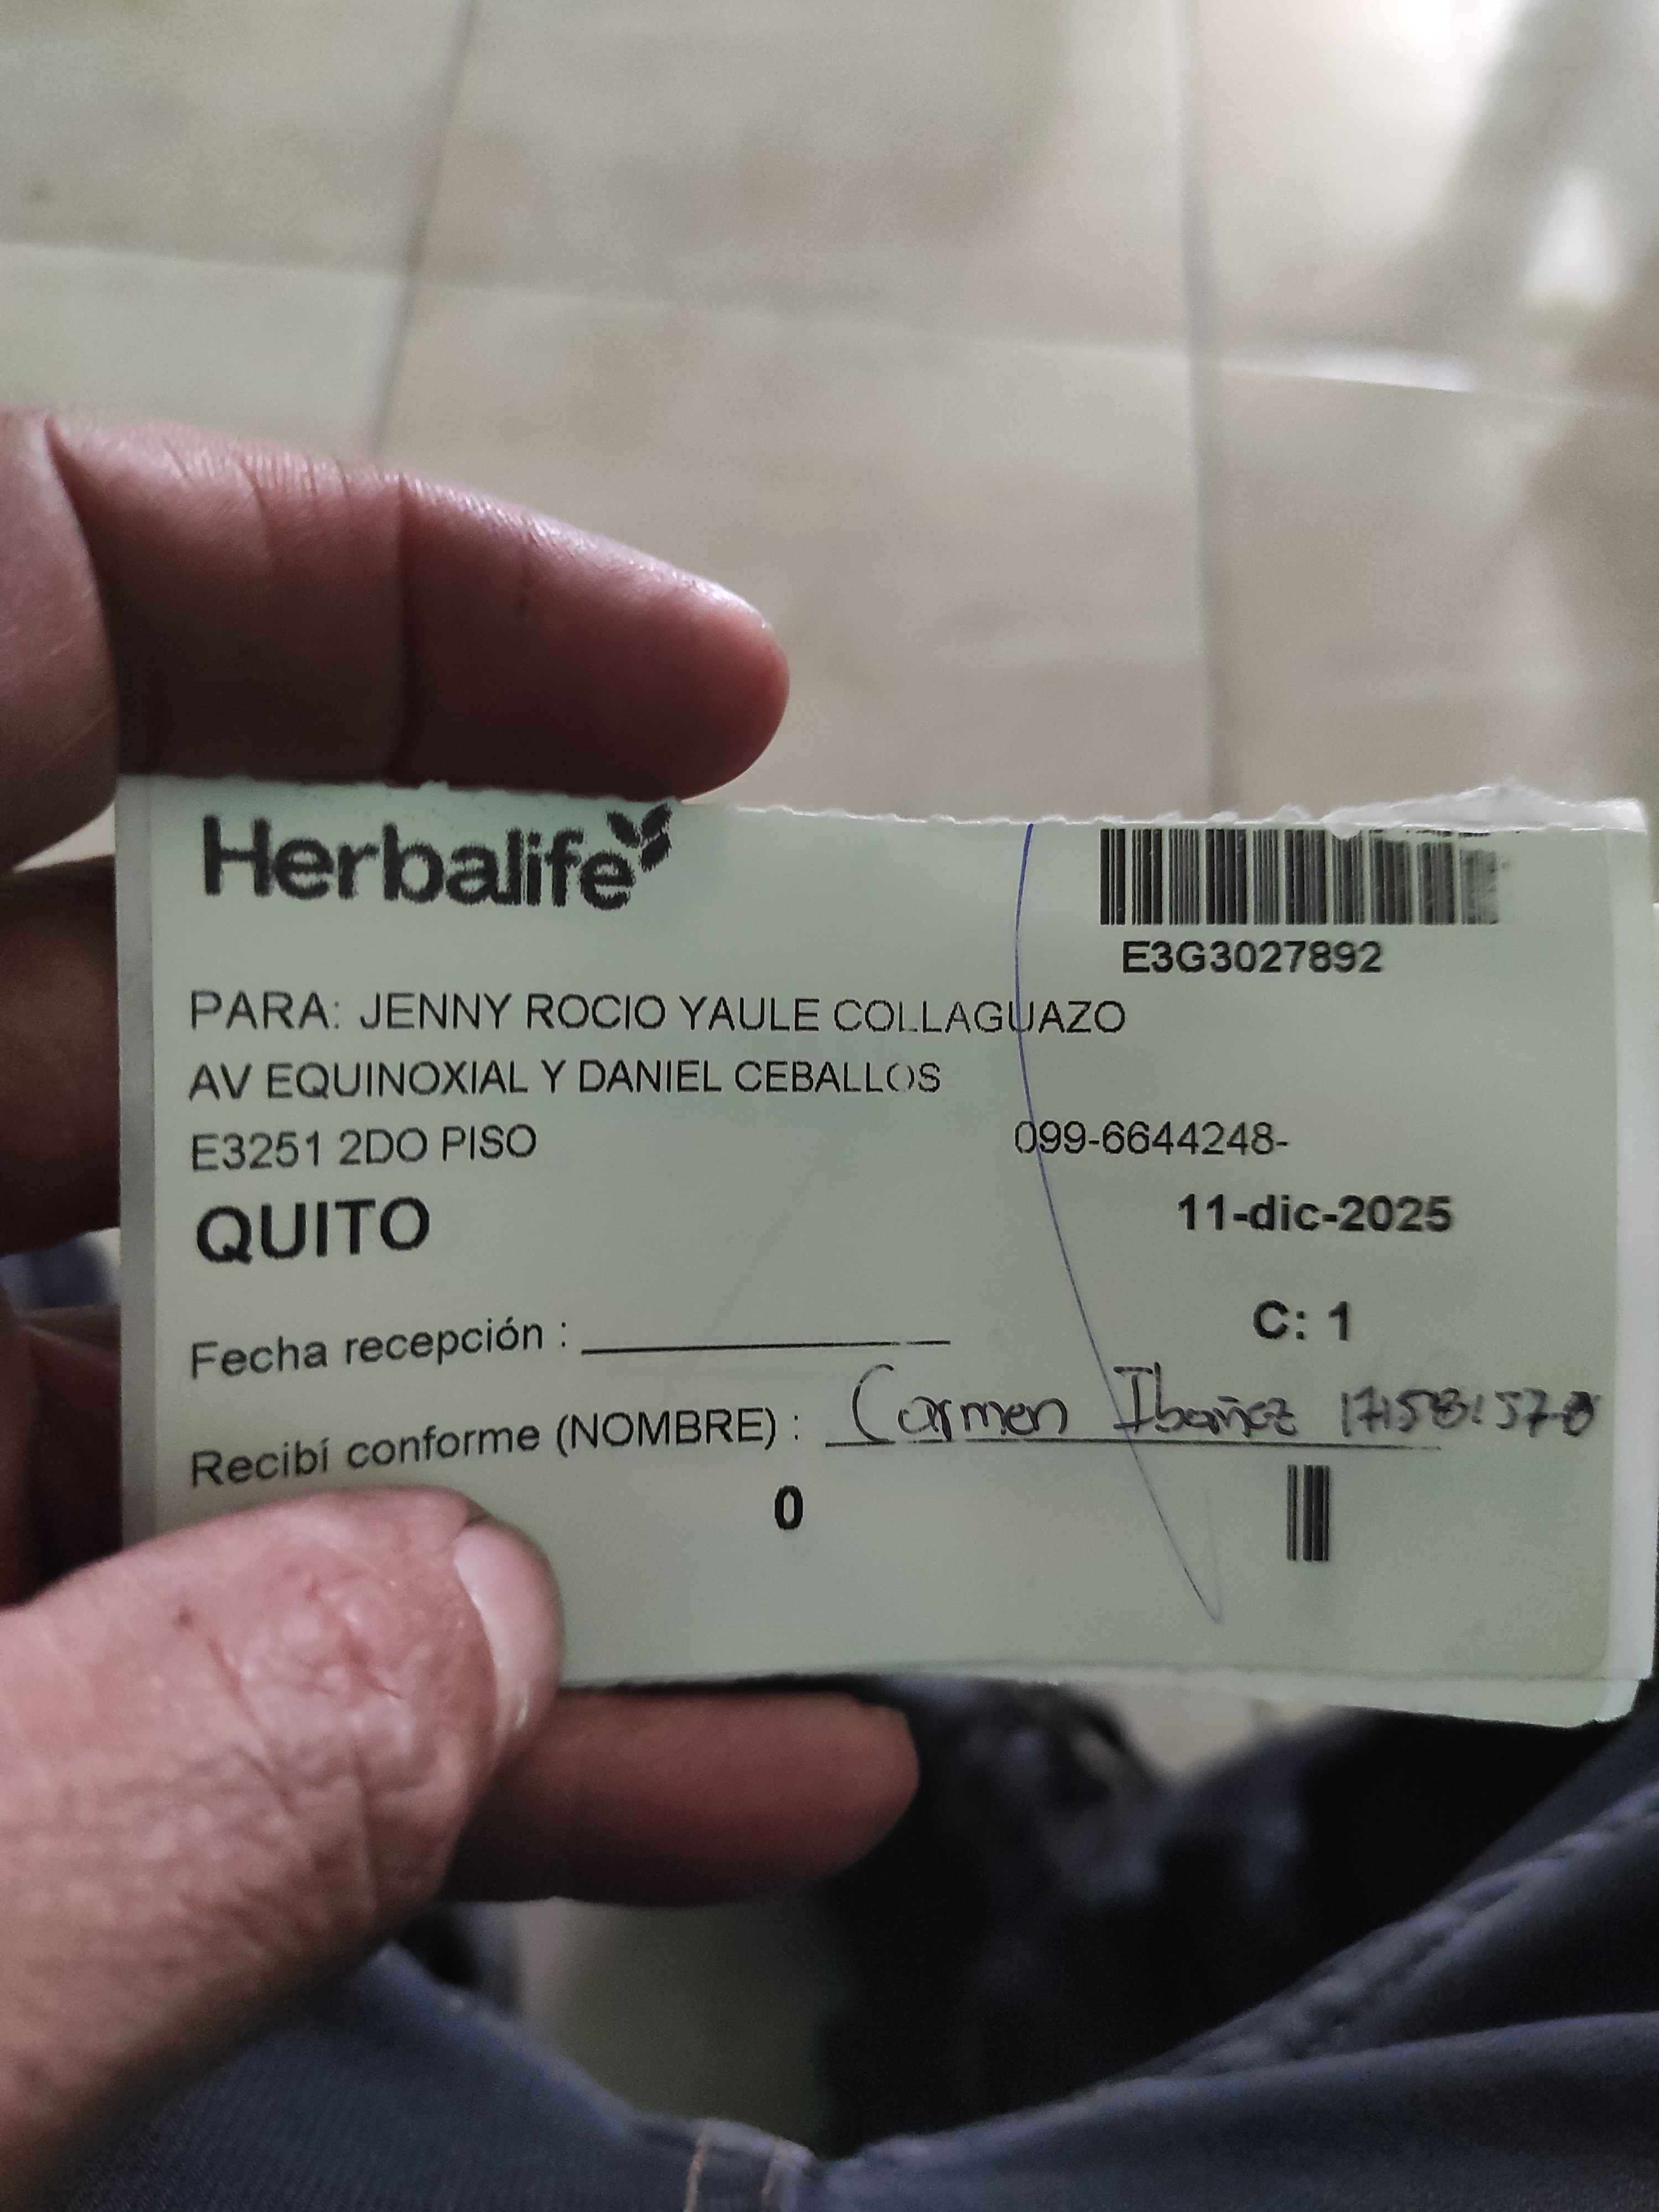 Herbalife
E3G3027892
PARA: JENNY ROCIO YAULE COLLAGUAZO
AV EQUINOXIAL Y DANIEL CEBALLOS
E3251 2DO PISO 099-6644248-
QUITO 11-dic-2025
C: 1
Fecha recepción :
Recibí conforme (NOMBRE) : Carmen Ibañez
0